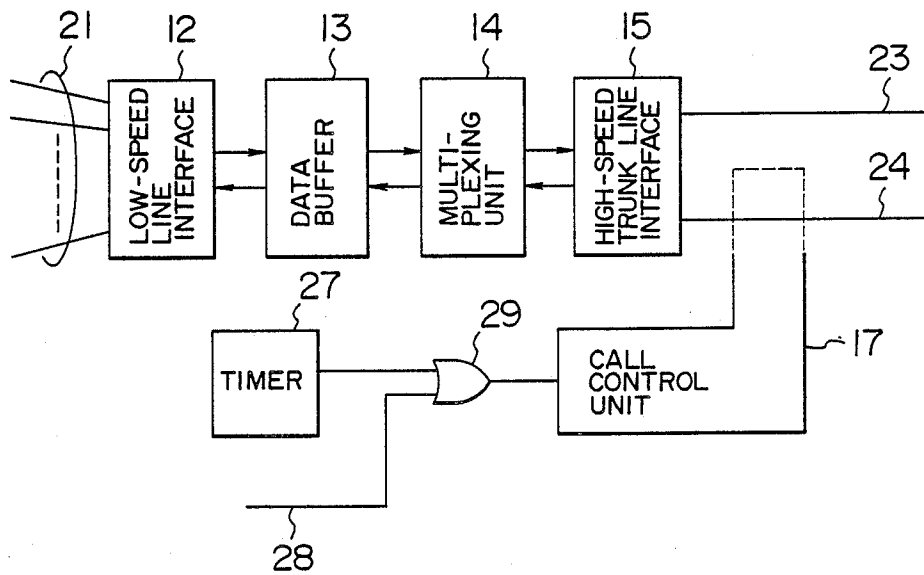 21
12
13
14
15
23
LOW-SPEED
LINE
INTERFACE
DATA
BUFFER
MULTI-
PLEXING
UNIT
HIGH-SPEED
TRUNK LINE
INTERFACE
24
27
29
17
TIMER
CALL
CONTROL
UNIT
28